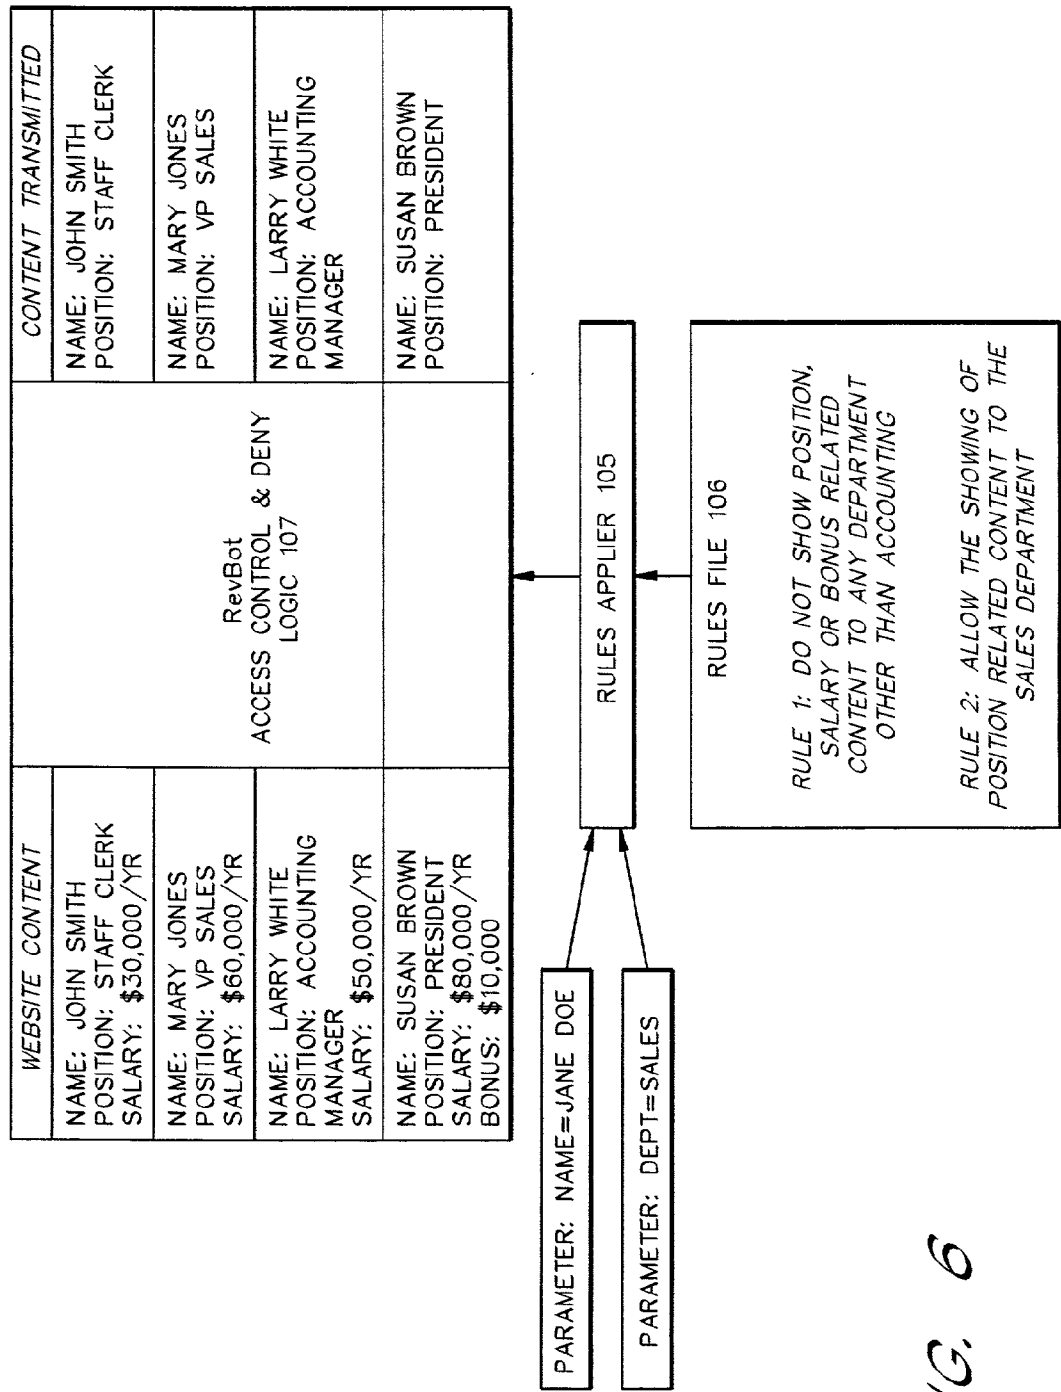 WEBSITE CONTENT
NAME: JOHN SMITH
POSITION: STAFF CLERK
SALARY: $30,000/YR
NAME: MARY JONES
POSITION: VP SALES
SALARY: $60,000/YR
NAME: LARRY WHITE
POSITION: ACCOUNTING
MANAGER
SALARY: $50,000/YR
NAME: SUSAN BROWN
POSITION: PRESIDENT
SALARY: $80,000/YR
BONUS: $10,000
RevBot
ACCESS CONTROL & DENY
LOGIC 107
CONTENT TRANSMITTED
NAME: JOHN SMITH
POSITION: STAFF CLERK
NAME: MARY JONES
POSITION: VP SALES
NAME: LARRY WHITE
POSITION: ACCOUNTING
MANAGER
NAME: SUSAN BROWN
POSITION: PRESIDENT
PARAMETER: NAME=JANE DOE
PARAMETER: DEPT=SALES
RULES APPLIER 105
RULES FILE 106
RULE 1: DO NOT SHOW POSITION,
SALARY OR BONUS RELATED
CONTENT TO ANY DEPARTMENT
OTHER THAN ACCOUNTING
RULE 2: ALLOW THE SHOWING OF
POSITION RELATED CONTENT TO THE
SALES DEPARTMENT
G. 6